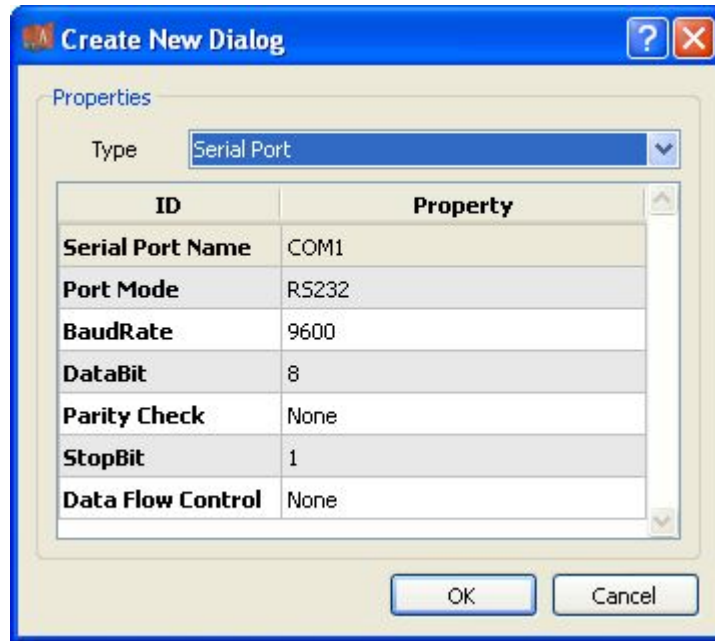 Create New Dialog
Properties
Type Serial Port
ID Property
Serial Port Name COM1
Port Mode RS232
BaudRate 9600
DataBit 8
Parity Check None
StopBit 1
Data Flow Control None
OK Cancel